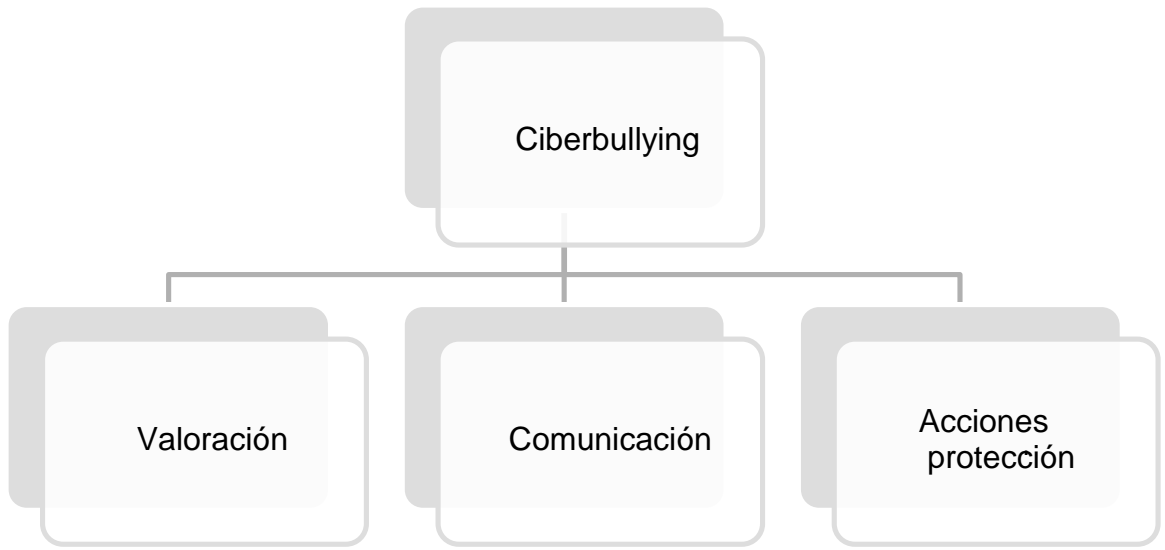 Ciberbullying
Valoración
Comunicación
Acciones
protección